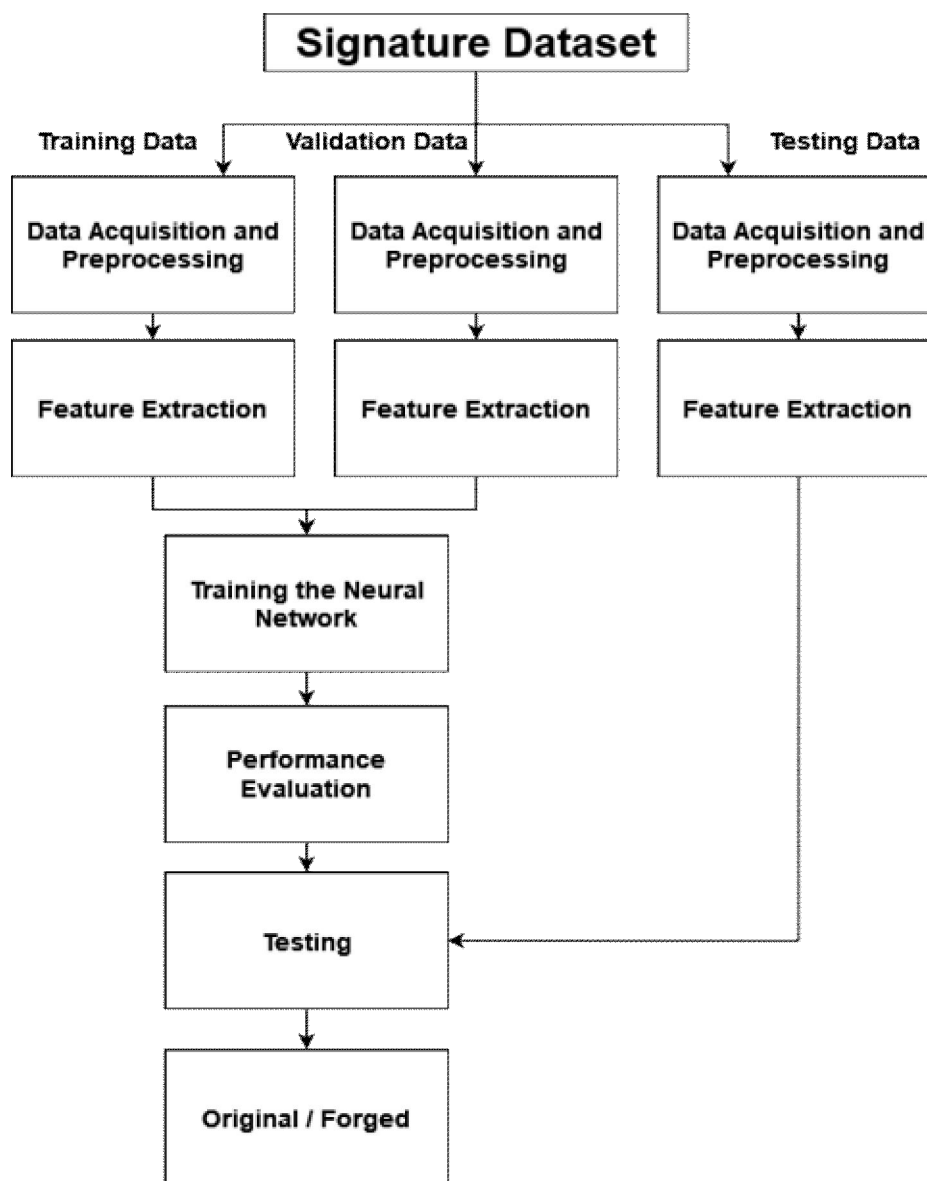 Signature Dataset
Training Data
Validation Data
Testing Data
Data Acquisition and
Preprocessing
Data Acquisition and
Preprocessing
Data Acquisition and
Preprocessing
Feature Extraction
Feature Extraction
Feature Extraction
Training the Neural
Network
Performance
Evaluation
Testing
Original / Forged